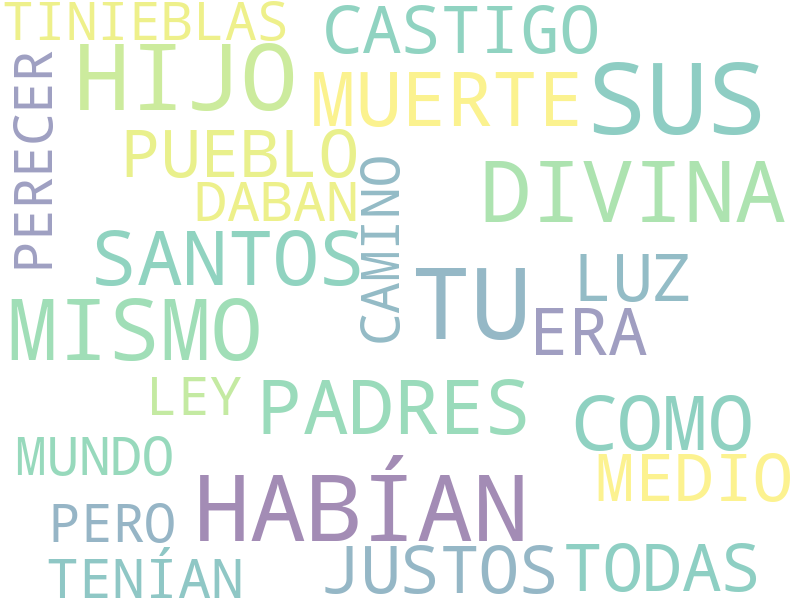 TINIEBLAS
CASTIGO
HIJO
PERECER
MUERTE
SUS
PUEBLO
DABAN
CAMINO
DIVINA
SANTOS
TU
LUZ
MISMO
ERA
LEY
PADRES
COMO
MUNDO
MEDIO
PERO
HABÍAN
TENÍAN
JUSTOS
TODAS